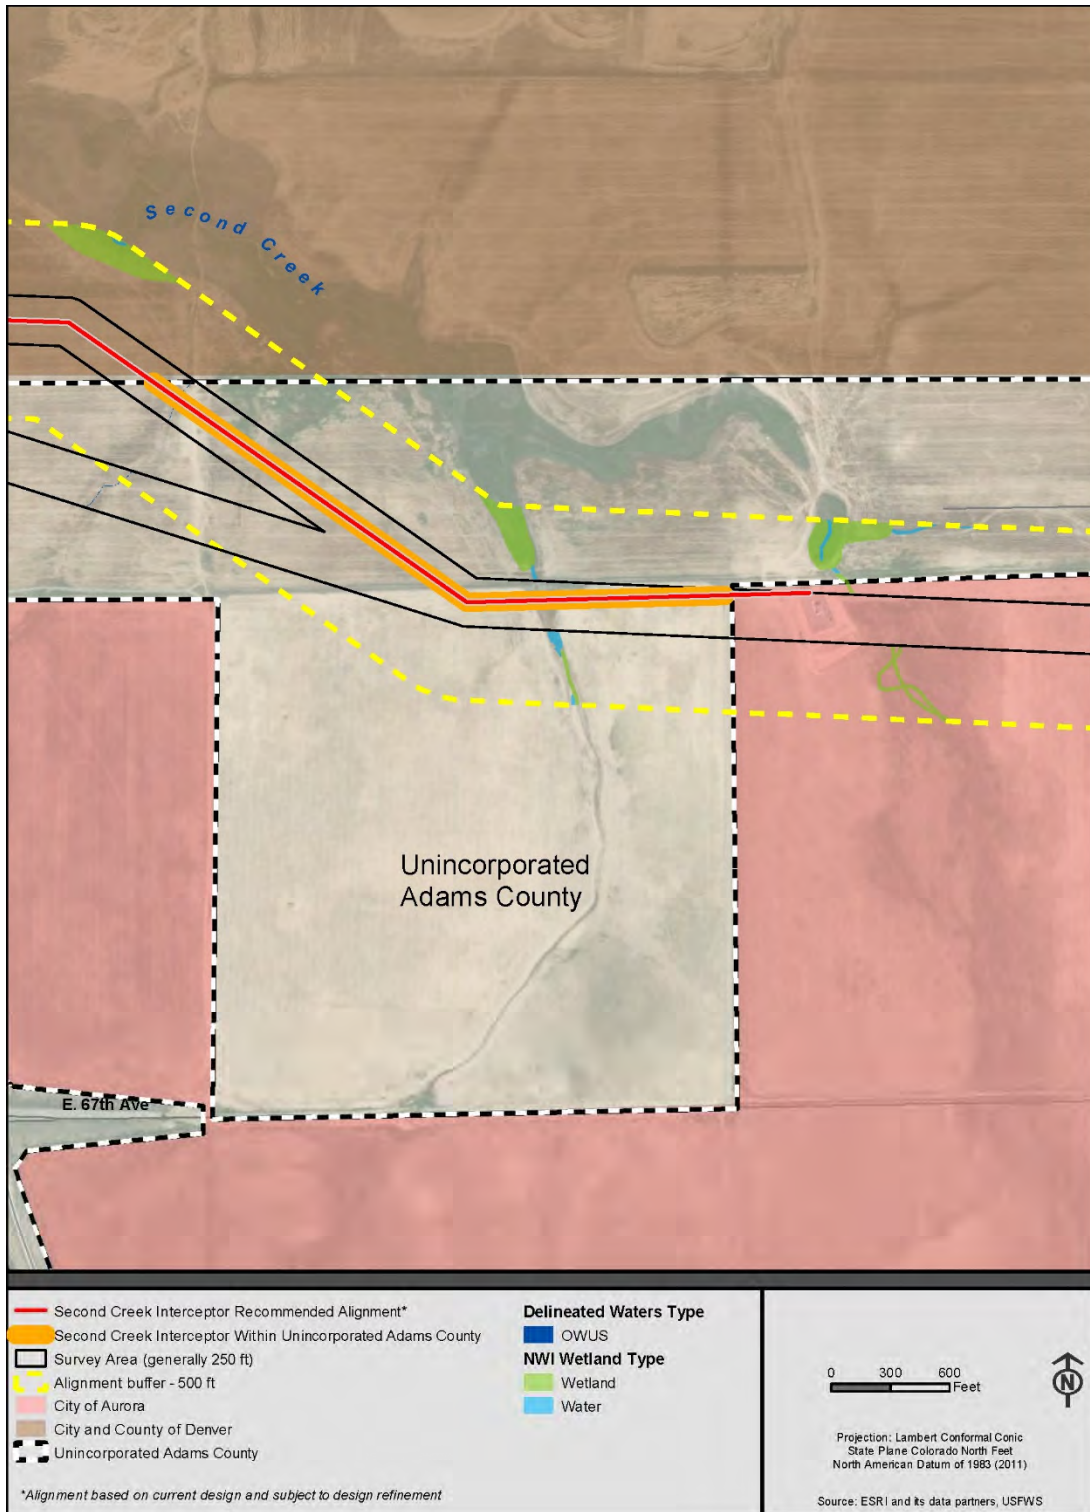 Second Creek
Unincorporated
Adams County
E. 67th Ave
Second Creek Interceptor Recommended Alignment*
Second Creek Interceptor Within Unincorporated Adams County
Survey Area (generally 250 ft)
Alignment buffer - 500 ft
City of Aurora
City and County of Denver
Unincorporated Adams County
*Alignment based on current design and subject to design refinement
Delineated Waters Type
OWUS
NWI Wetland Type
Wetland
Water
0 300 600
Feet
N
Projection: Lambert Conformal Conic
State Plane Colorado North Feet
North American Datum of 1983 (2011)
Source: ESRI and its data partners, USFWS